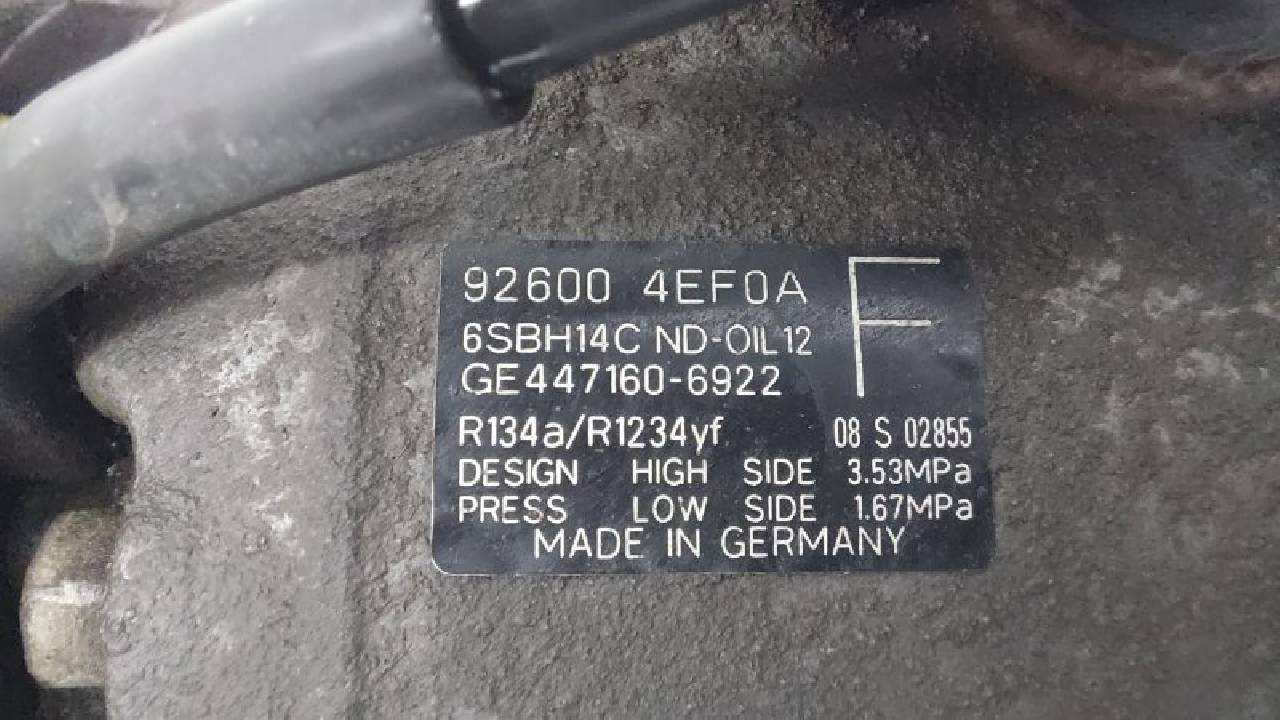 92600 4EF0A F
6SBH14C ND-OIL12
GE447160-6922
R134a/R1234yf 08 S 02855
DESIGN HIGH SIDE 3.53MPa
PRESS LOW SIDE 1.67MPa
MADE IN GERMANY